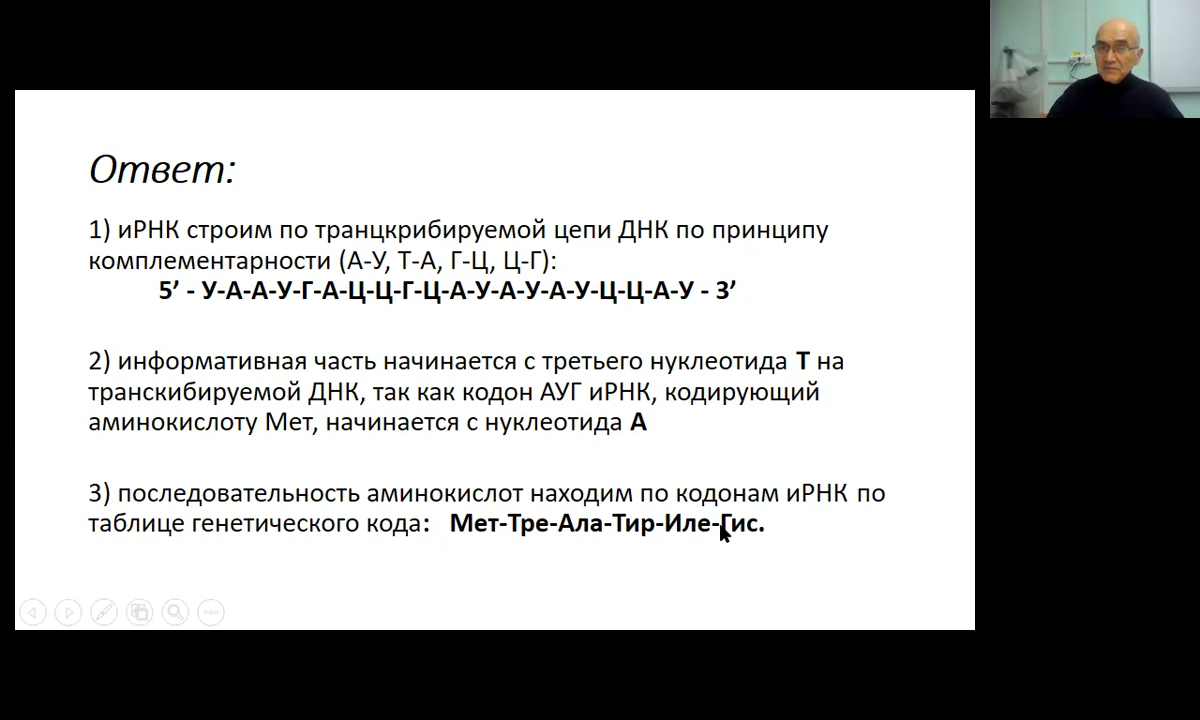 Ответ:
1) иРНК строим по транцкрибируемой цепи ДНК по принципу
комплементарности (А-У, Т-А, Г-Ц, Ц-Г):
5’ - У-А-А-У-Г-А-Ц-Ц-Г-Ц-А-У-А-У-А-У-Ц-Ц-А-У - 3’
2) информативная часть начинается с третьего нуклеотида Т на
транскибируемой ДНК, так как кодон АУГ иРНК, кодирующий
аминокислоту Мет, начинается с нуклеотида А
3) последовательность аминокислот находим по кодонам иРНК по
таблице генетического кода: Мет-Тре-Ала-Тир-Иле-Гис.